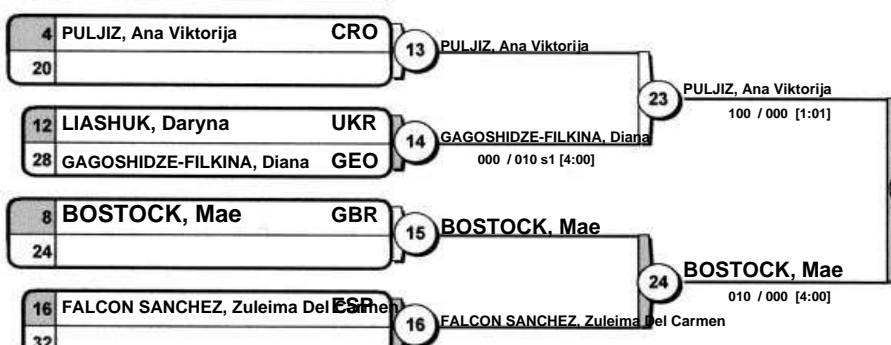 4 PULJIZ, Ana Viktorija CRO
20
13 PULJIZ, Ana Viktorija
23 PULJIZ, Ana Viktorija
100 / 000 [1:01]
12 LIASHUK, Daryna UKR
28 GAGOSHIDZE-FILKINA, Diana GEO
14 GAGOSHIDZE-FILKINA, Diana
000 / 010 s1 [4:00]
8 BOSTOCK, Mae GBR
24
15 BOSTOCK, Mae
24 BOSTOCK, Mae
010 / 000 [4:00]
16 FALCON SANCHEZ, Zuleima Del Carmen ESP
32
16 FALCON SANCHEZ, Zuleima Del Carmen